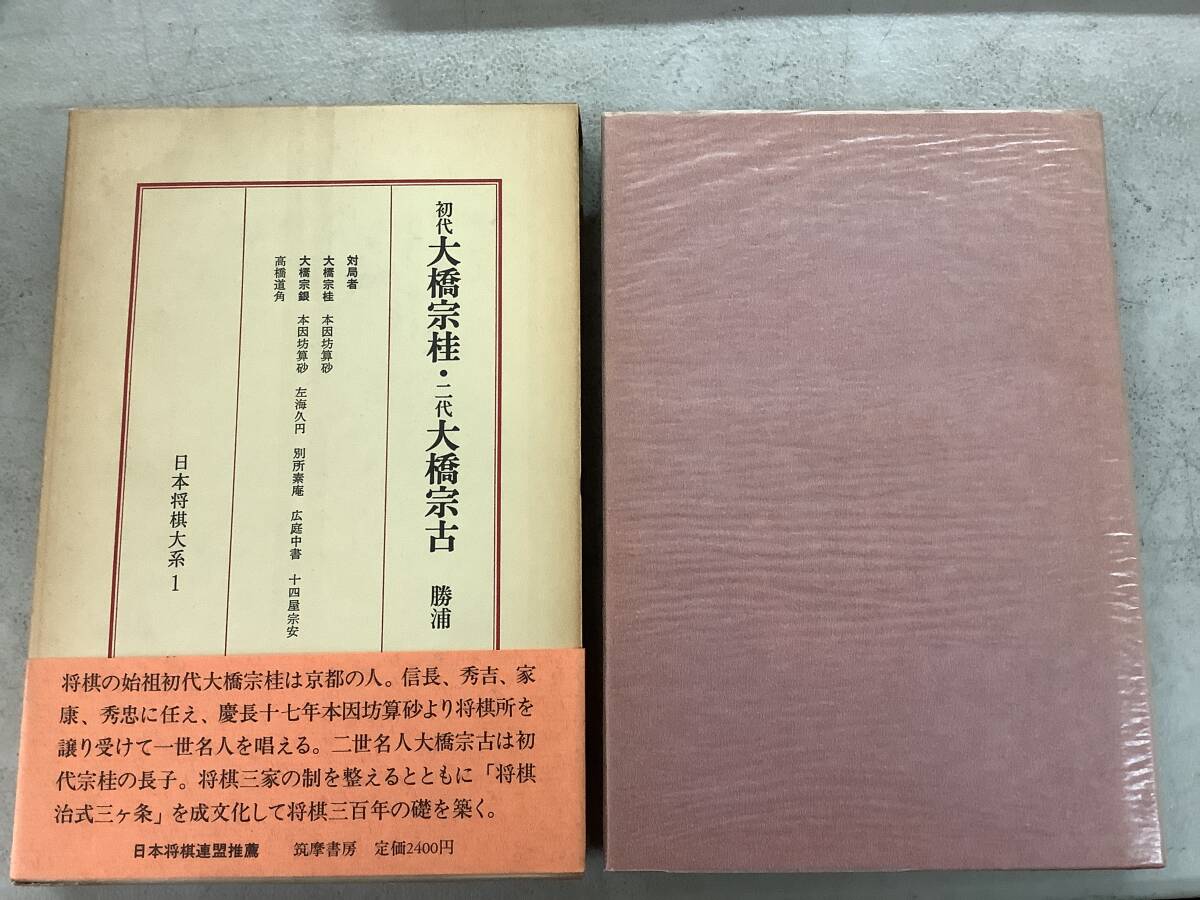 初代大橋宗桂・二代大橋宗古 勝浦
対局者
大橋宗桂 本因坊算砂
大橋宗銀 本因坊算砂 左海久円 別所素庵 広庭中書 十四屋宗安
高橋道角
日本将棋大系1
将棋の始祖初代大橋宗桂は京都の人。信長、秀吉、家
康、秀忠に任え、慶長十七年本因坊算砂より将棋所を
譲り受けて一世名人を唱える。二世名人大橋宗古は初
代宗桂の長子。将棋三家の制を整えるとともに「将棋
治式三ヶ条」を成文化して将棋三百年の礎を築く。
日本将棋連盟推薦 筑摩書房 定価2400円